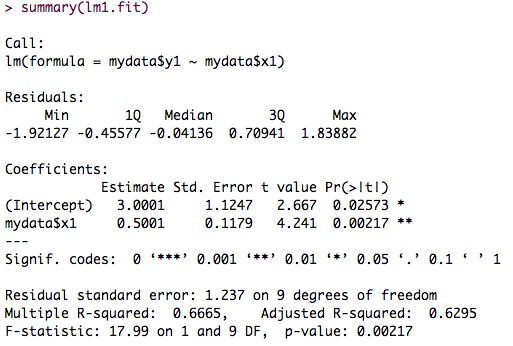 > summary(lm1.fit)
Call:
lm(formula = mydata$y1 ~ mydata$x1)
Residuals:
     Min       1Q   Median       3Q      Max
-1.92127 -0.45577 -0.04136  0.70941  1.83882
Coefficients:
            Estimate Std. Error t value Pr(>|t|)
(Intercept)   3.0001     1.1247   2.667  0.02573 *
mydata$x1     0.5001     0.1179   4.241  0.00217 **
---
Signif. codes:  0 ‘***’ 0.001 ‘**’ 0.01 ‘*’ 0.05 ‘.’ 0.1 ‘ ’ 1
Residual standard error: 1.237 on 9 degrees of freedom
Multiple R-squared:  0.6665,    Adjusted R-squared:  0.6295
F-statistic: 17.99 on 1 and 9 DF,  p-value: 0.00217